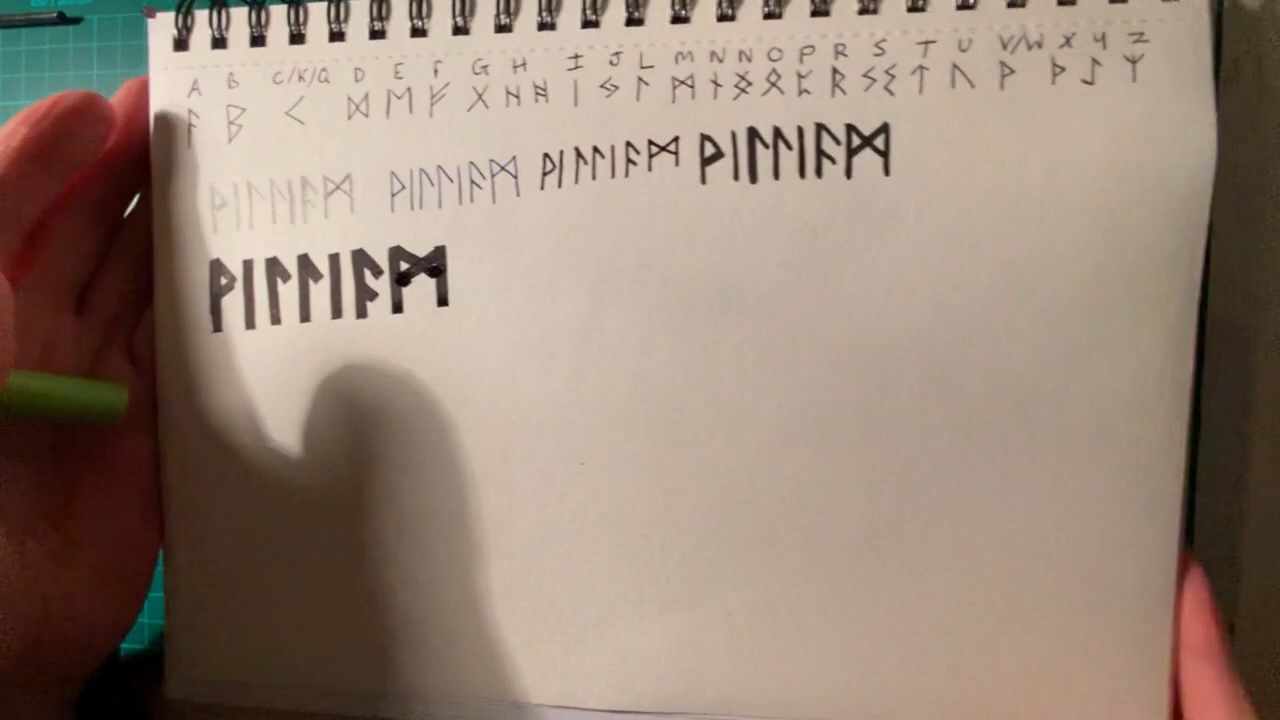 A B C/K/Q D E F G H I J L M N N O P R S T U V/W X Y Z
ᚨ ᛒ ᚲ ᛞ ᛖ ᚠ ᚷ ᚺ ᚻ ᛁ ᛃ ᛚ ᛗ ᚾ ᛝ ᛟ ᛈ ᚱ ᛊ ᛊ ᛏ ᚢ ᚹ ᚦ ᛇ ᛉ
ᚹᛁᛚᛚᛁᚨᛗ ᚹᛁᛚᛚᛁᚨᛗ ᚹᛁᛚᛚᛁᚨᛗ ᚹᛁᛚᛚᛁᚨᛗ
ᚹᛁᛚᛚᛁᚨᛗ